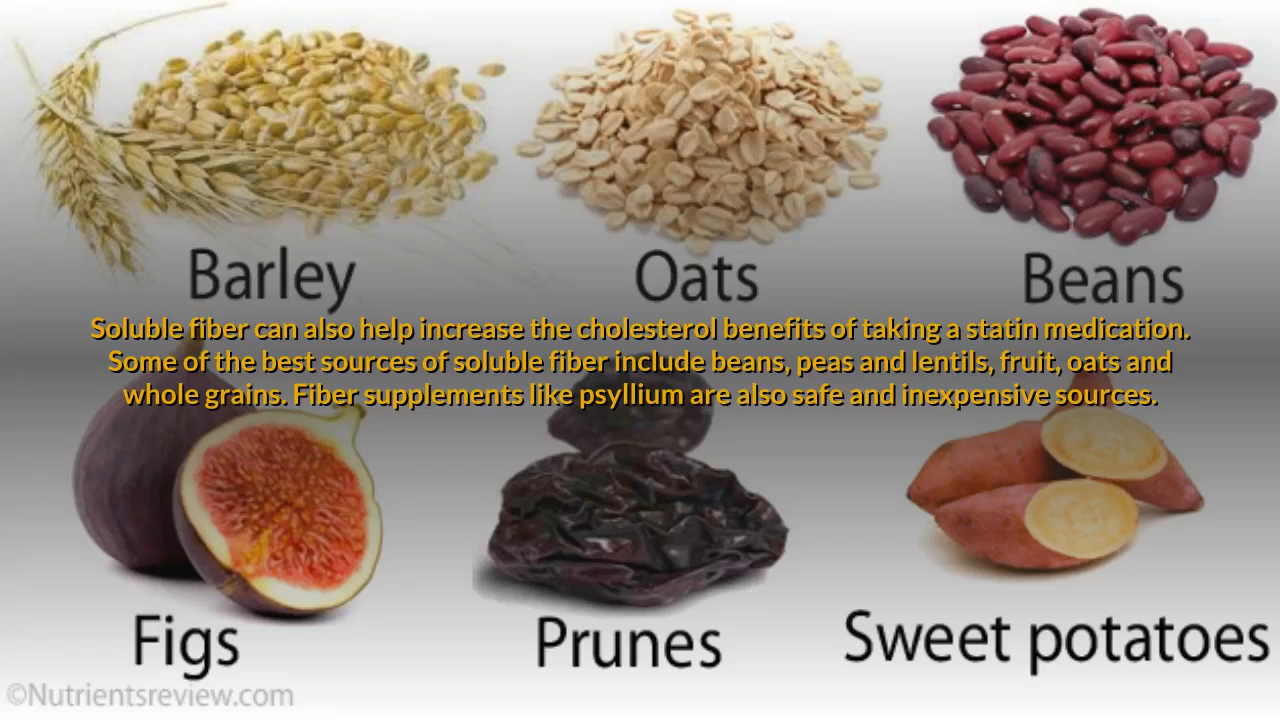 Barley Oats Beans
Soluble fiber can also help increase the cholesterol benefits of taking a statin medication.
Some of the best sources of soluble fiber include beans, peas and lentils, fruit, oats and
whole grains. Fiber supplements like psyllium are also safe and inexpensive sources.
Figs Prunes Sweet potatoes
©Nutrientsreview.com